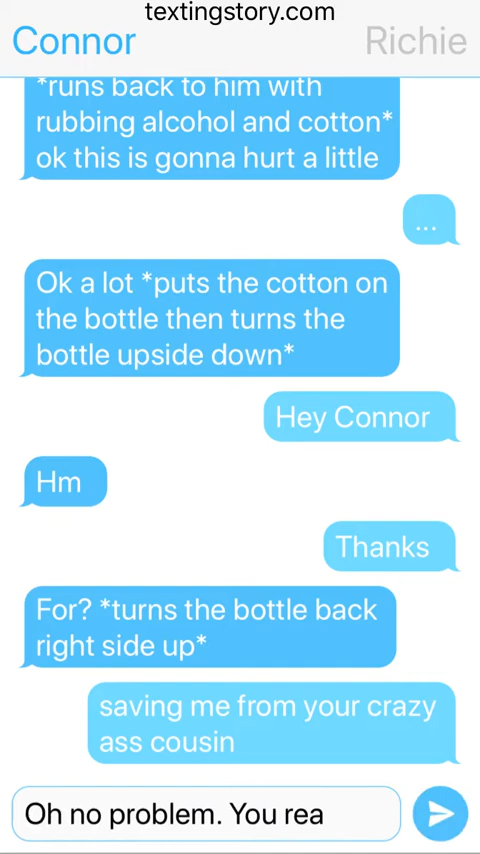 textingstory.com
Connor
Richie
*runs back to him with
rubbing alcohol and cotton*
ok this is gonna hurt a little
...
Ok a lot *puts the cotton on
the bottle then turns the
bottle upside down*
Hey Connor
Hm
Thanks
For? *turns the bottle back
right side up*
saving me from your crazy
ass cousin
Oh no problem. You rea